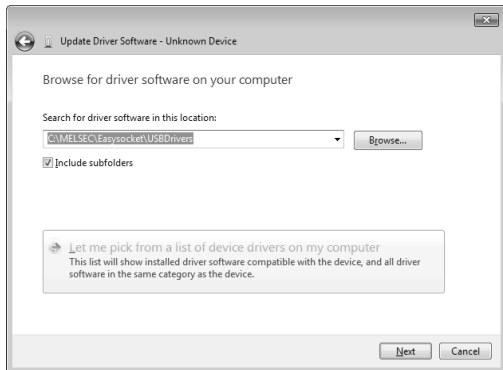 Update Driver Software - Unknown Device
Browse for driver software on your computer
Search for driver software in this location:
C:\MELSEC\Easysocket\USBDrivers
Browse...
Include subfolders
Let me pick from a list of device drivers on my computer
This list will show installed driver software compatible with the device, and all driver
software in the same category as the device.
Next
Cancel